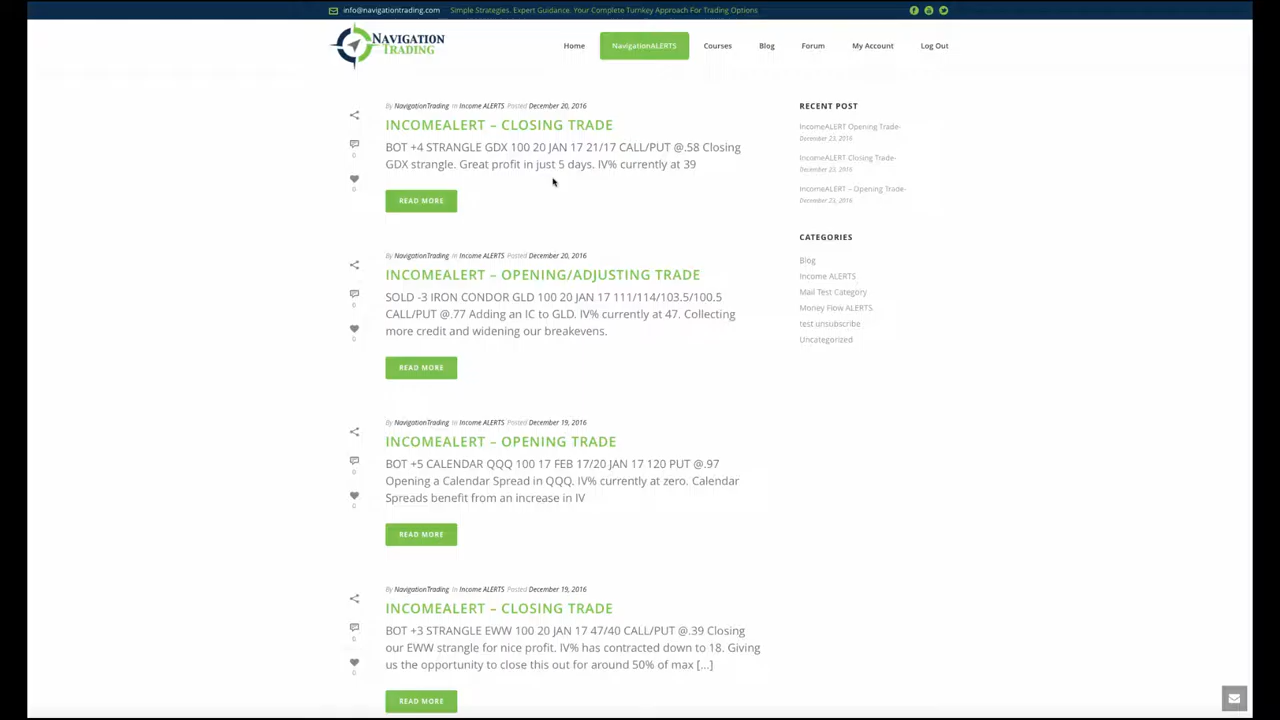 info@navigationtrading.com Simple Strategies. Expert Guidance. Your Complete Turnkey Approach For Trading Options
NAVIGATION
TRADING
Home NavigationALERTS Courses Blog Forum My Account Log Out
By NavigationTrading In Income ALERTS Posted December 20, 2016
INCOMEALERT – CLOSING TRADE
BOT +4 STRANGLE GDX 100 20 JAN 17 21/17 CALL/PUT @.58 Closing
GDX strangle. Great profit in just 5 days. IV% currently at 39
0
0
READ MORE
By NavigationTrading In Income ALERTS Posted December 20, 2016
INCOMEALERT – OPENING/ADJUSTING TRADE
SOLD -3 IRON CONDOR GLD 100 20 JAN 17 111/114/103.5/100.5
CALL/PUT @.77 Adding an IC to GLD. IV% currently at 47. Collecting
more credit and widening our breakevens.
0
0
READ MORE
By NavigationTrading In Income ALERTS Posted December 19, 2016
INCOMEALERT – OPENING TRADE
BOT +5 CALENDAR QQQ 100 17 FEB 17/20 JAN 17 120 PUT @.97
Opening a Calendar Spread in QQQ. IV% currently at zero. Calendar
Spreads benefit from an increase in IV
0
0
READ MORE
By NavigationTrading In Income ALERTS Posted December 19, 2016
INCOMEALERT – CLOSING TRADE
BOT +3 STRANGLE EWW 100 20 JAN 17 47/40 CALL/PUT @.39 Closing
our EWW strangle for nice profit. IV% has contracted down to 18. Giving
us the opportunity to close this out for around 50% of max [...]
0
0
READ MORE
RECENT POST
IncomeALERT Opening Trade-
December 23, 2016
IncomeALERT Closing Trade-
December 23, 2016
IncomeALERT – Opening Trade-
December 23, 2016
CATEGORIES
Blog
Income ALERTS
Mail Test Category
Money Flow ALERTS
test unsubscribe
Uncategorized